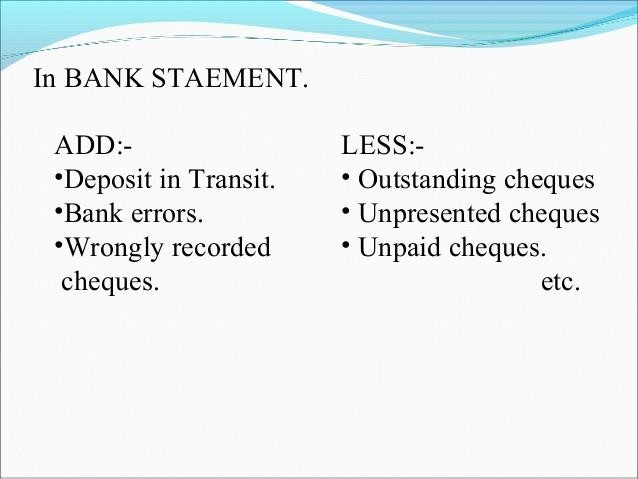 In BANK STAEMENT.
ADD:-
•Deposit in Transit.
•Bank errors.
•Wrongly recorded
cheques.
LESS:-
• Outstanding cheques
• Unpresented cheques
• Unpaid cheques.
etc.